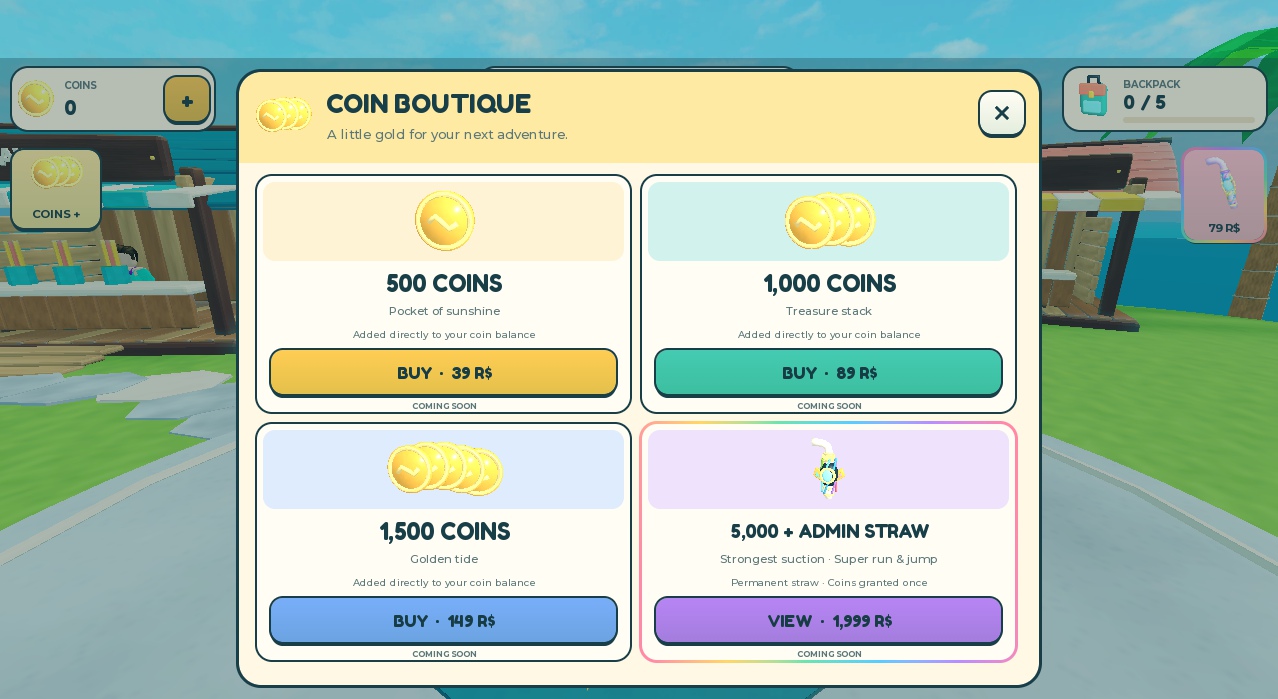 COINS
0
+
COINS +
COIN BOUTIQUE
A little gold for your next adventure.
✕
BACKPACK
0 / 5
79 R$
500 COINS
Pocket of sunshine
Added directly to your coin balance
BUY · 39 R$
COMING SOON
1,000 COINS
Treasure stack
Added directly to your coin balance
BUY · 89 R$
COMING SOON
1,500 COINS
Golden tide
Added directly to your coin balance
BUY · 149 R$
COMING SOON
5,000 + ADMIN STRAW
Strongest suction · Super run & jump
Permanent straw · Coins granted once
VIEW · 1,999 R$
COMING SOON